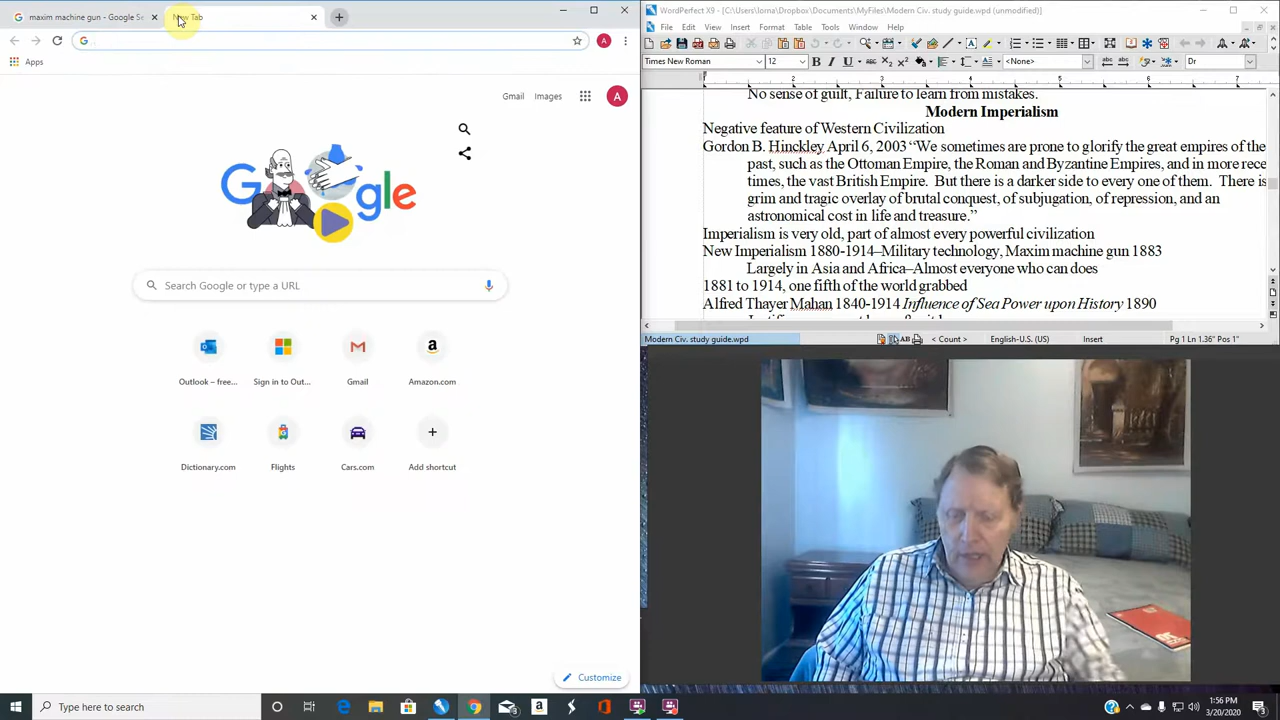 maxim machine gun - Google Se
New Tab
Apps
Gmail Images A
A
Google
Search Google or type a URL
Outlook – free...
Sign in to Out...
Gmail
Amazon.com
Dictionary.com
Flights
Cars.com
Add shortcut
Customize
WordPerfect X9 - [C:\Users\lorna\Dropbox\Documents\MyFiles\Modern Civ. study guide.wpd (unmodified)]
File Edit View Insert Format Table Tools Window Help
Times New Roman 12 B I U <None> Dr
2 3 4 5 6 7
No sense of guilt, Failure to learn from mistakes.
Modern Imperialism
Negative feature of Western Civilization
Gordon B. Hinckley April 6, 2003 “We sometimes are prone to glorify the great empires of the
past, such as the Ottoman Empire, the Roman and Byzantine Empires, and in more rece
times, the vast British Empire. But there is a darker side to every one of them. There is
grim and tragic overlay of brutal conquest, of subjugation, of repression, and an
astronomical cost in life and treasure.”
Imperialism is very old, part of almost every powerful civilization
New Imperialism 1880-1914–Military technology, Maxim machine gun 1883
Largely in Asia and Africa–Almost everyone who can does
1881 to 1914, one fifth of the world grabbed
Alfred Thayer Mahan 1840-1914 Influence of Sea Power upon History 1890
Modern Civ. study guide.wpd AB < Count > English-U.S. (US) Insert Pg 1 Ln 1.36" Pos 1"
Type here to search
1:56 PM
3/20/2020